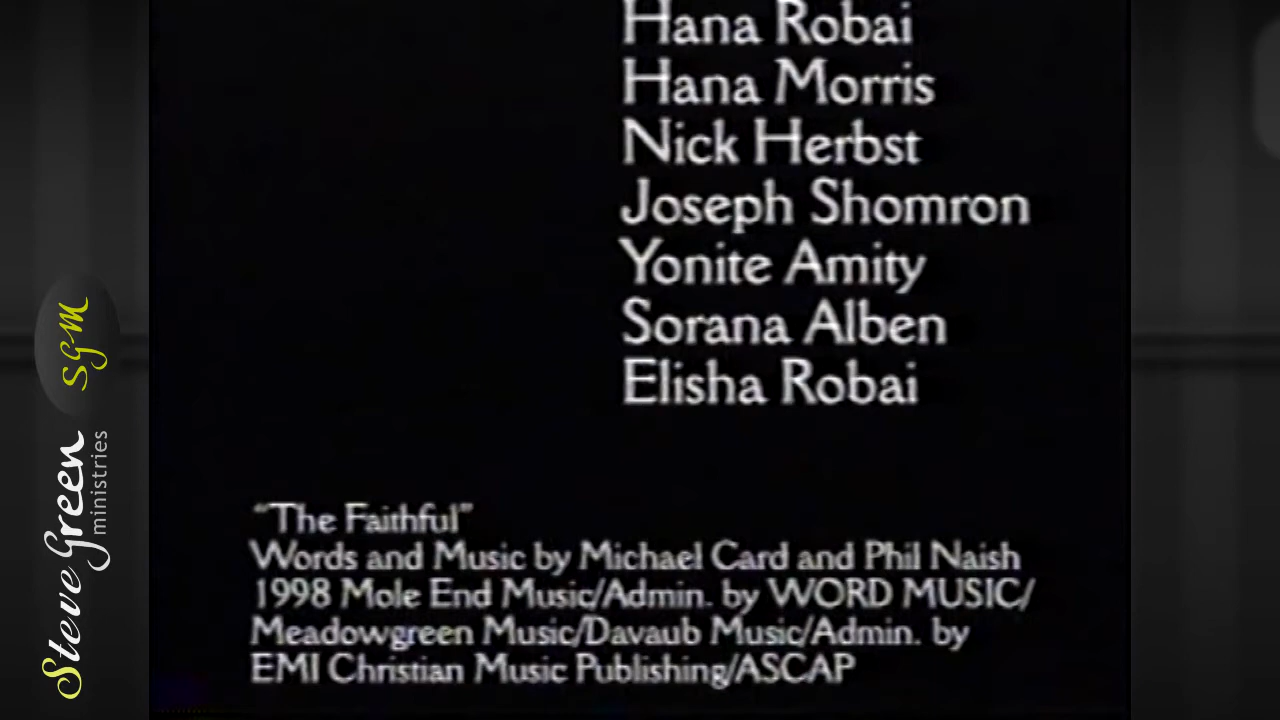 Hana Robai
Hana Morris
Nick Herbst
Joseph Shomron
Yonite Amity
Sorana Alben
Elisha Robai
“The Faithful”
Words and Music by Michael Card and Phil Naish
1998 Mole End Music/Admin. by WORD MUSIC/
Meadowgreen Music/Davaub Music/Admin. by
EMI Christian Music Publishing/ASCAP
Steve Green
ministries
sgm